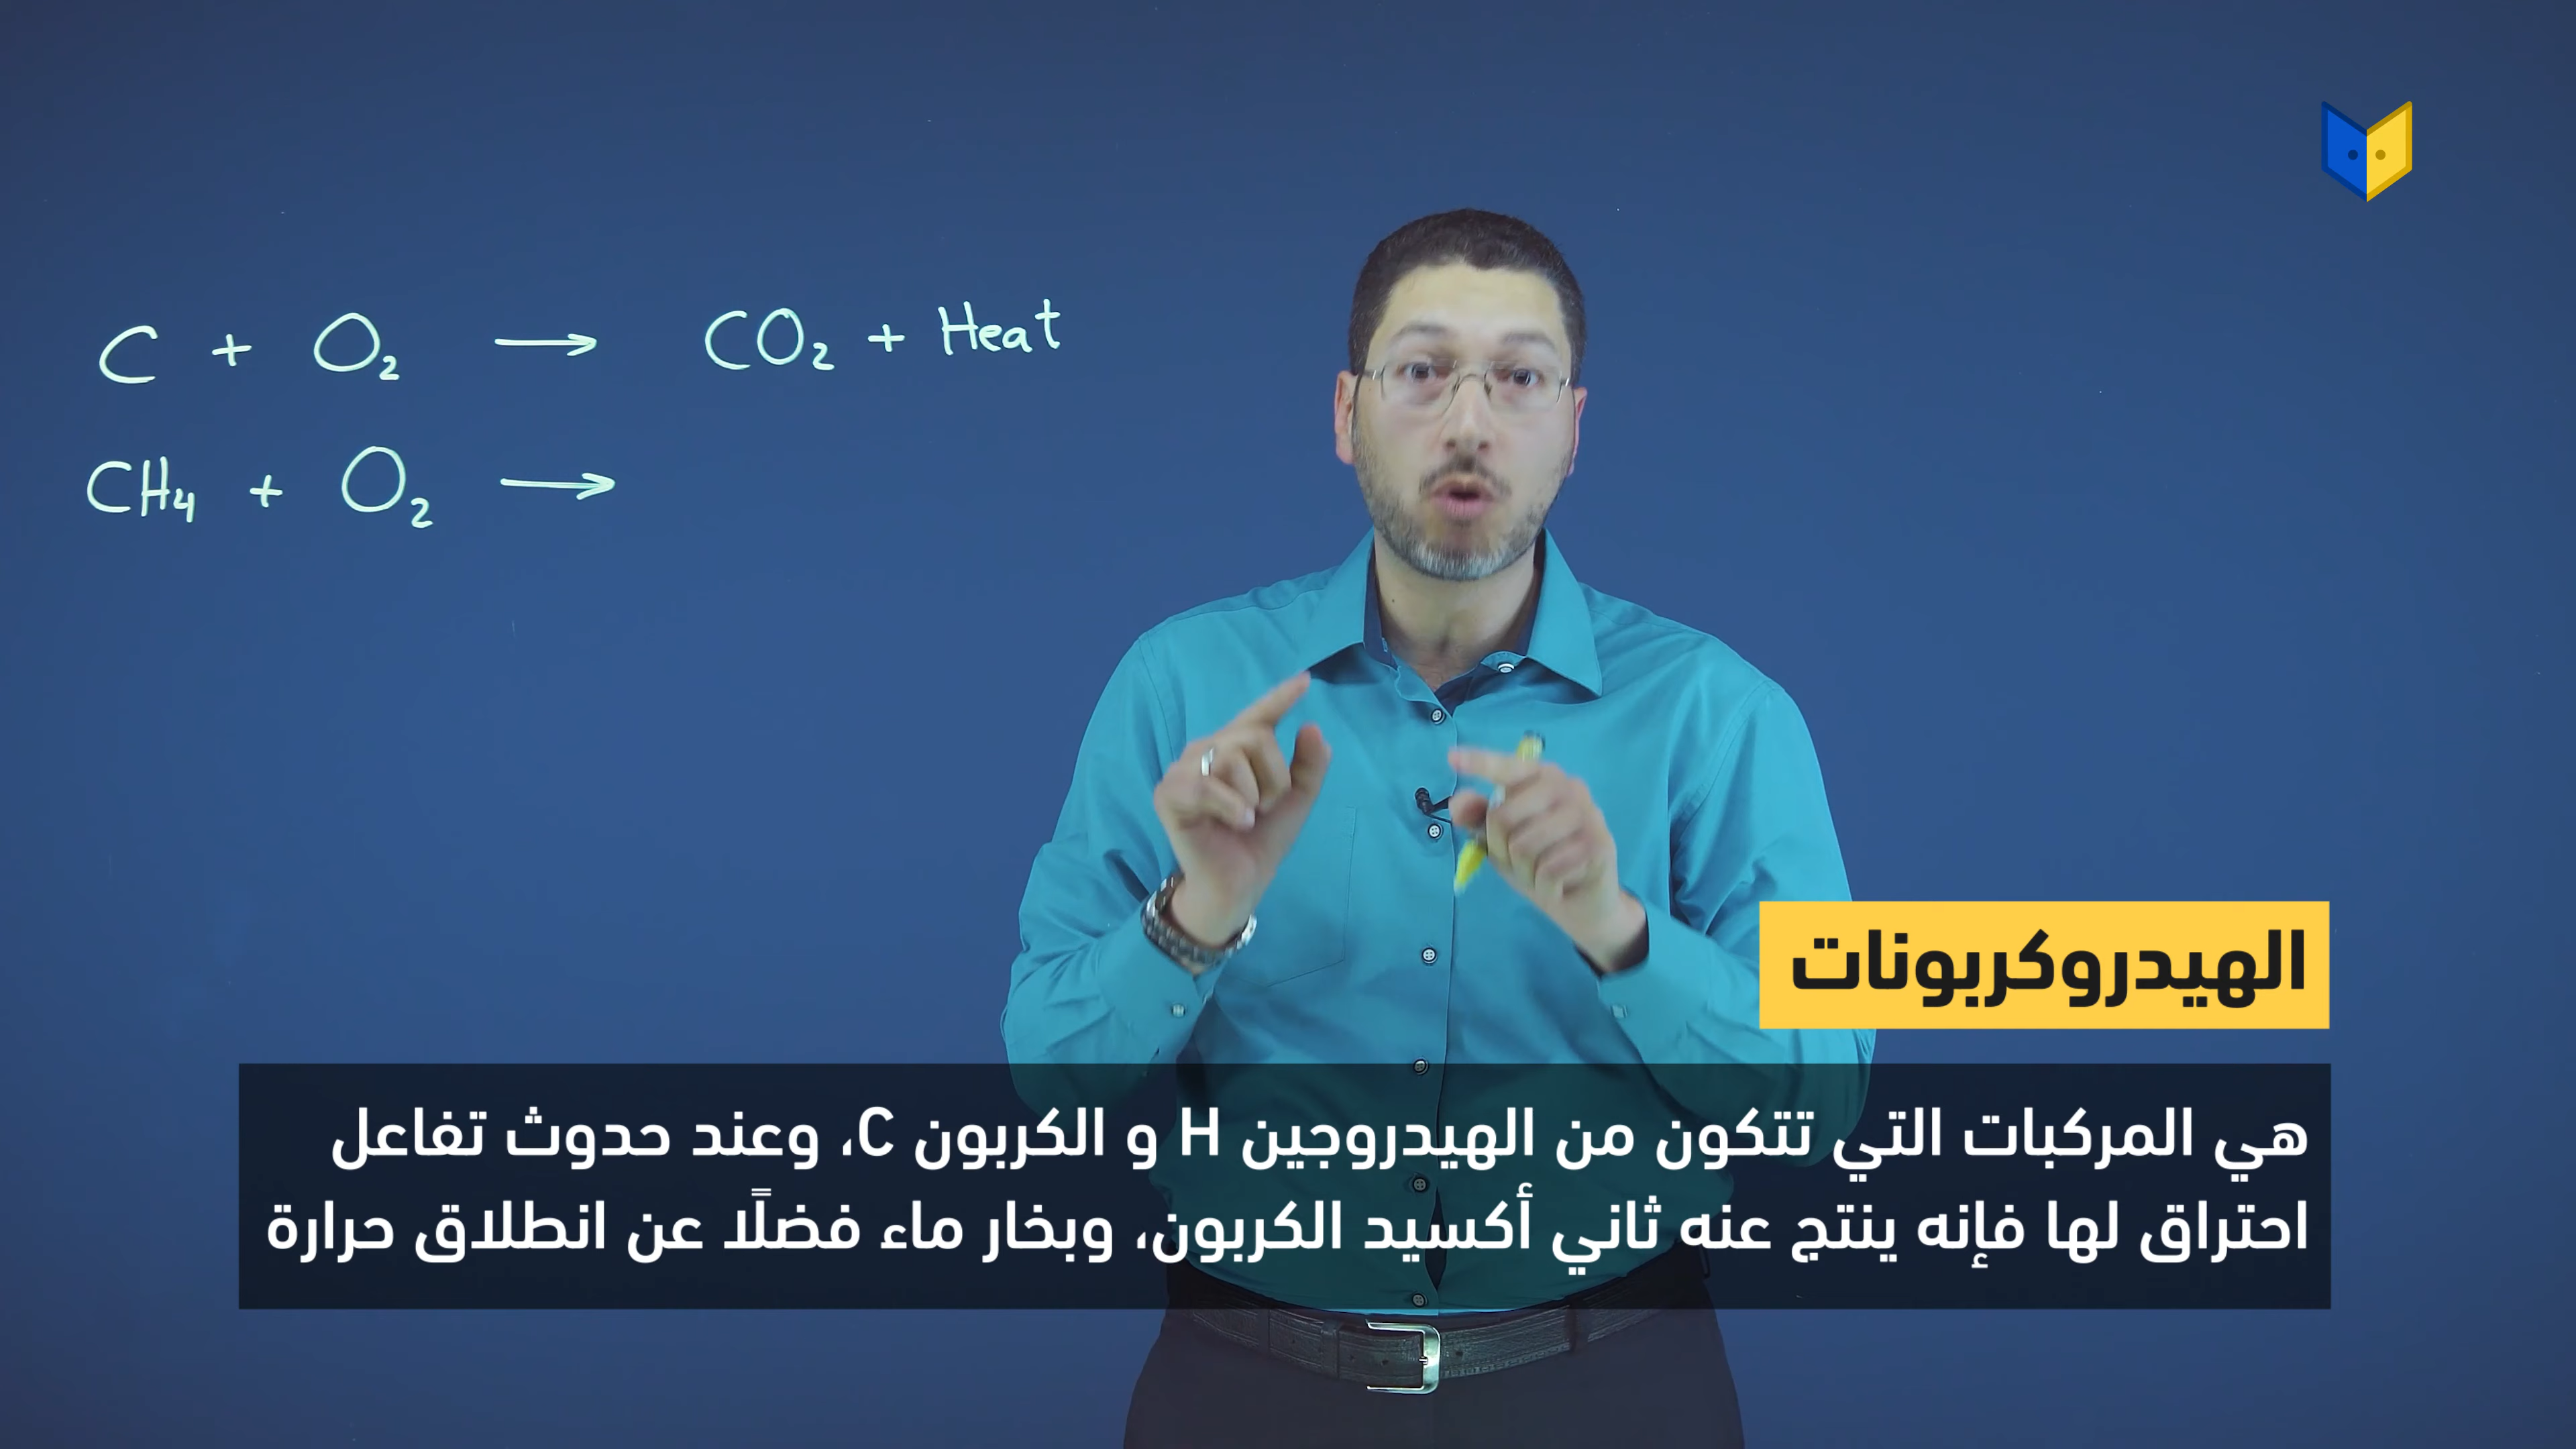 C + O₂ → CO₂ + Heat
CH₄ + O₂ →
الهيدروكربونات
هي المركبات التي تتكون من الهيدروجين H و الكربون C، وعند حدوث تفاعل
احتراق لها فإنه ينتج عنه ثاني أكسيد الكربون، وبخار ماء فضلًا عن انطلاق حرارة